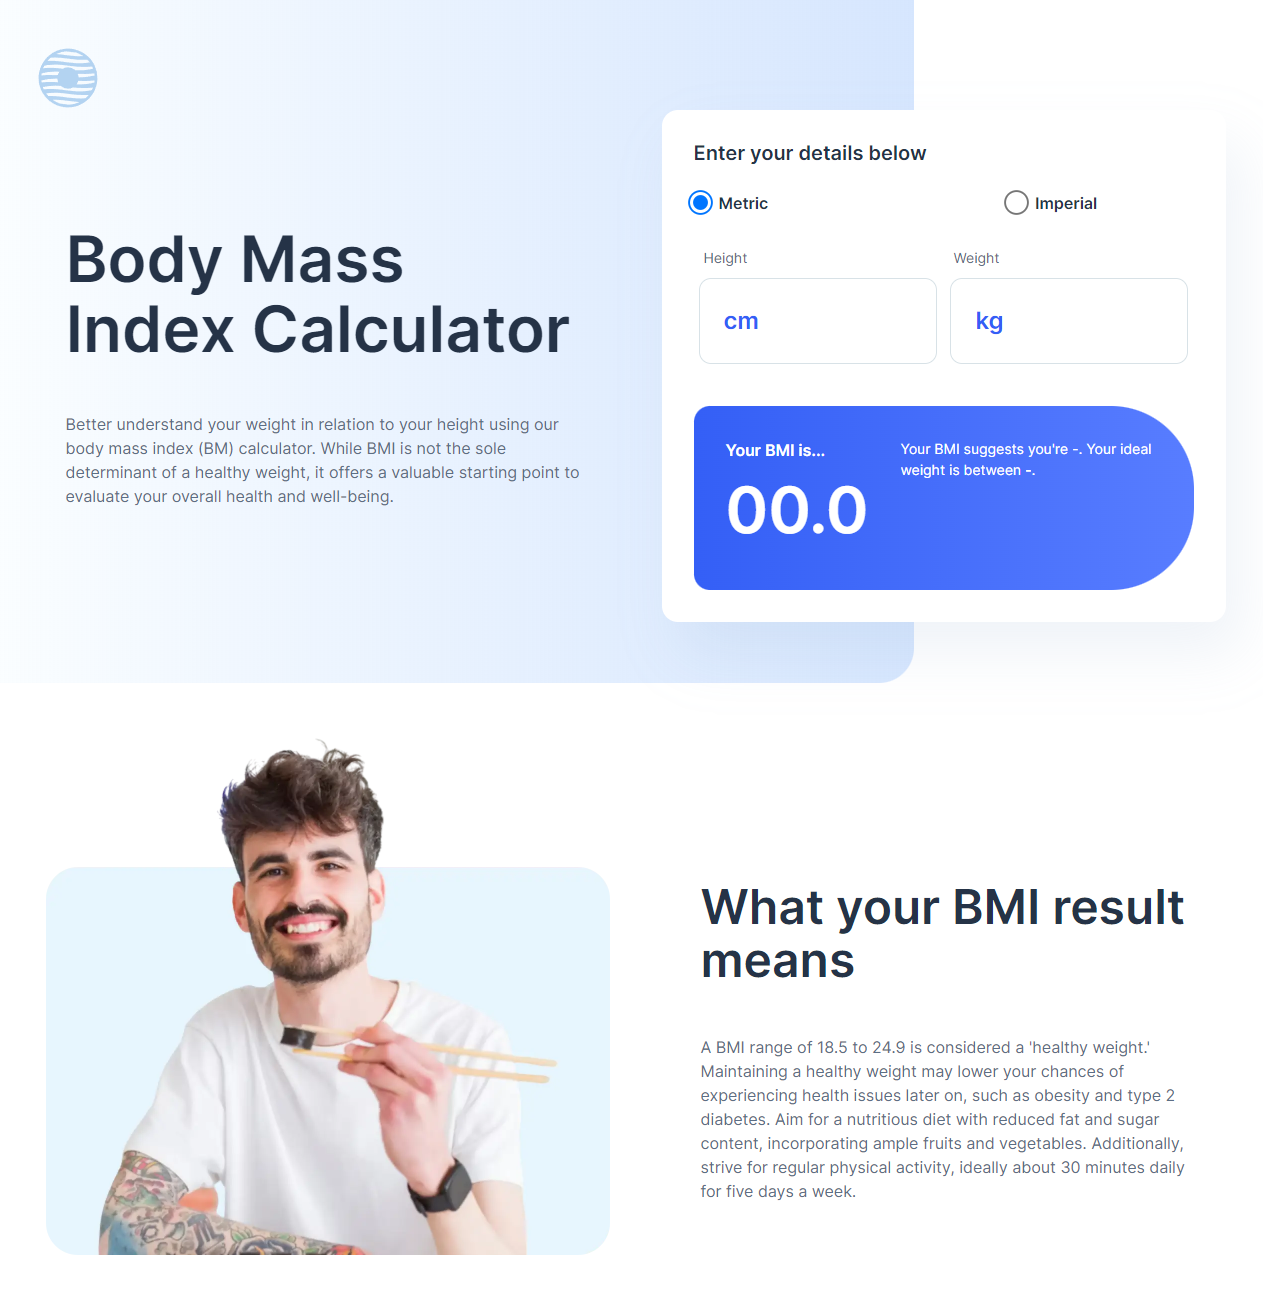 Body Mass
Index Calculator
Better understand your weight in relation to your height using our
body mass index (BM) calculator. While BMI is not the sole
determinant of a healthy weight, it offers a valuable starting point to
evaluate your overall health and well-being.
Enter your details below
Metric
Imperial
Height
Weight
cm
kg
Your BMI is...
00.0
Your BMI suggests you're -. Your ideal
weight is between -.
What your BMI result
means
A BMI range of 18.5 to 24.9 is considered a 'healthy weight.'
Maintaining a healthy weight may lower your chances of
experiencing health issues later on, such as obesity and type 2
diabetes. Aim for a nutritious diet with reduced fat and sugar
content, incorporating ample fruits and vegetables. Additionally,
strive for regular physical activity, ideally about 30 minutes daily
for five days a week.